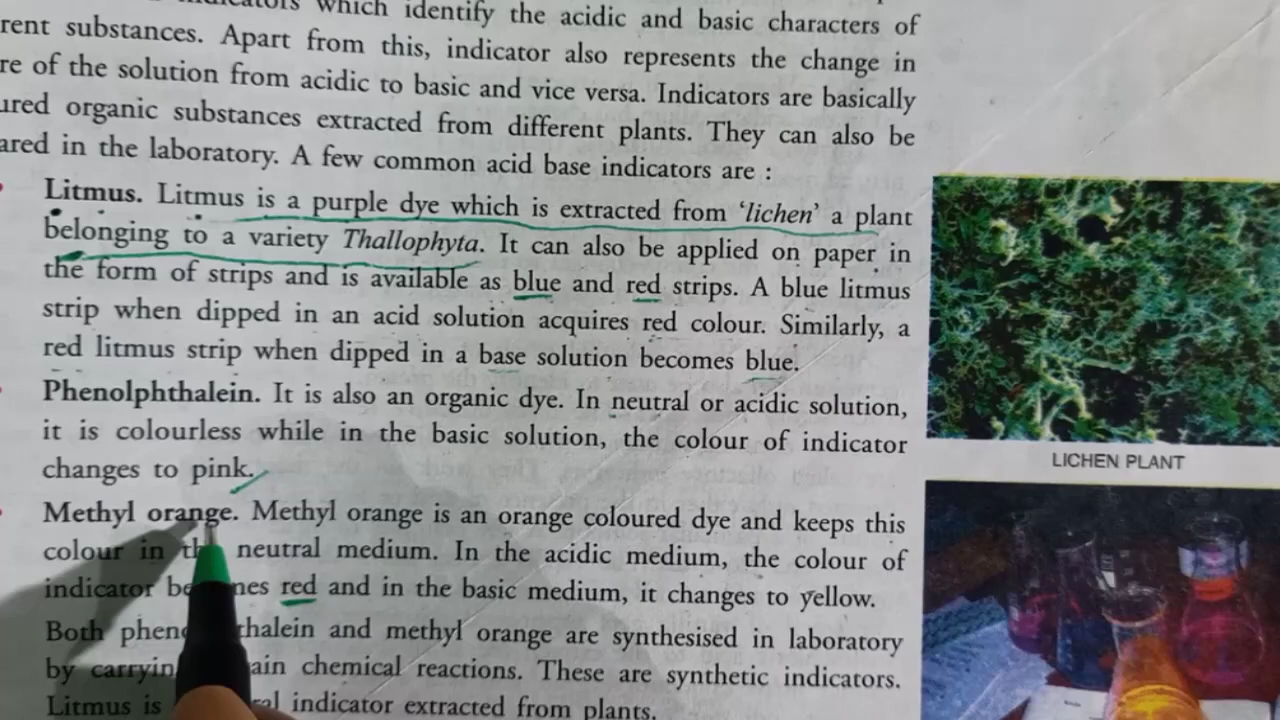 which identify the acidic and basic characters of
rent substances. Apart from this, indicator also represents the change in
re of the solution from acidic to basic and vice versa. Indicators are basically
ured organic substances extracted from different plants. They can also be
ared in the laboratory. A few common acid base indicators are :
Litmus. Litmus is a purple dye which is extracted from ‘lichen’ a plant
belonging to a variety Thallophyta. It can also be applied on paper in
the form of strips and is available as blue and red strips. A blue litmus
strip when dipped in an acid solution acquires red colour. Similarly, a
red litmus strip when dipped in a base solution becomes blue.
Phenolphthalein. It is also an organic dye. In neutral or acidic solution,
it is colourless while in the basic solution, the colour of indicator
changes to pink.
Methyl orange. Methyl orange is an orange coloured dye and keeps this
colour in neutral medium. In the acidic medium, the colour of
indicator red and in the basic medium, it changes to yellow.
Both and methyl orange are synthesised in laboratory
by chemical reactions. These are synthetic indicators.
Litmus is indicator extracted from plants.
LICHEN PLANT